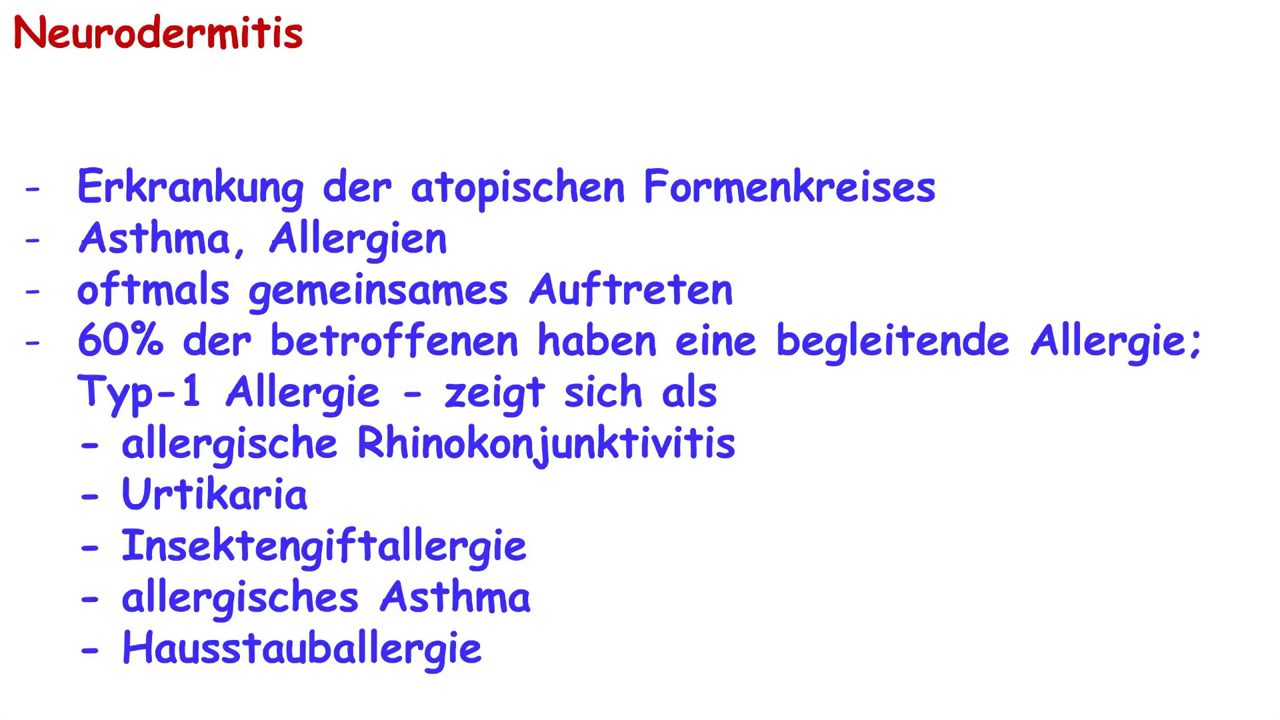 Neurodermitis
- Erkrankung der atopischen Formenkreises
- Asthma, Allergien
- oftmals gemeinsames Auftreten
- 60% der betroffenen haben eine begleitende Allergie;
Typ-1 Allergie - zeigt sich als
- allergische Rhinokonjunktivitis
- Urtikaria
- Insektengiftallergie
- allergisches Asthma
- Hausstauballergie